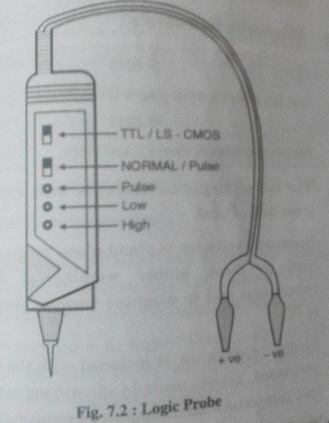 TTL / LS - CMOS
NORMAL / Pulse
Pulse
Low
High
+ ve
- ve
Fig. 7.2 : Logic Probe